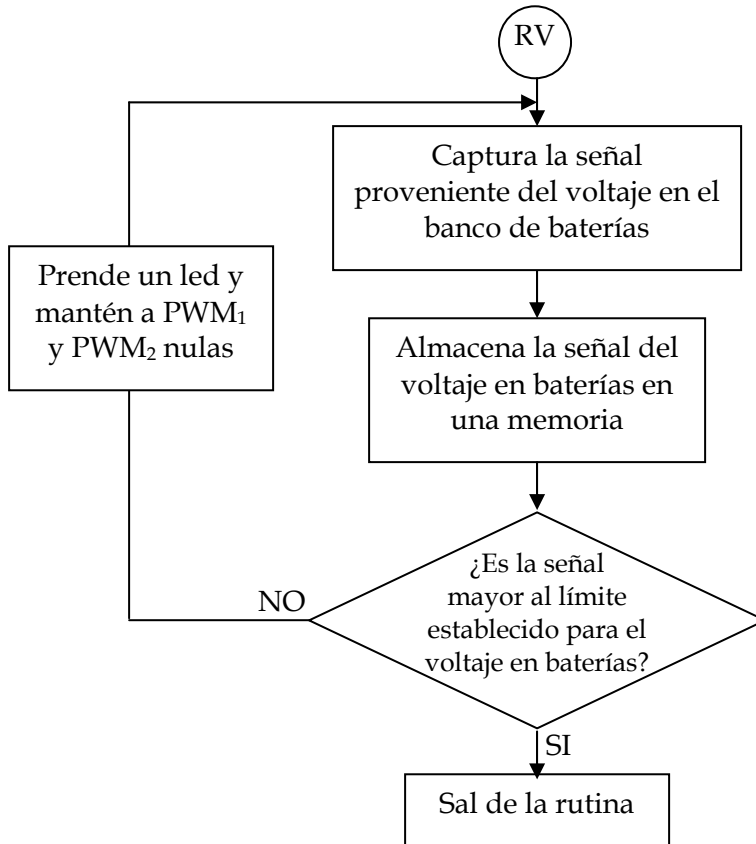 RV
Captura la señal
proveniente del voltaje en el
banco de baterías
Prende un led y
mantén a PWM₁
y PWM₂ nulas
Almacena la señal del
voltaje en baterías en
una memoria
¿Es la señal
mayor al límite
establecido para el
voltaje en baterías?
NO
SI
Sal de la rutina